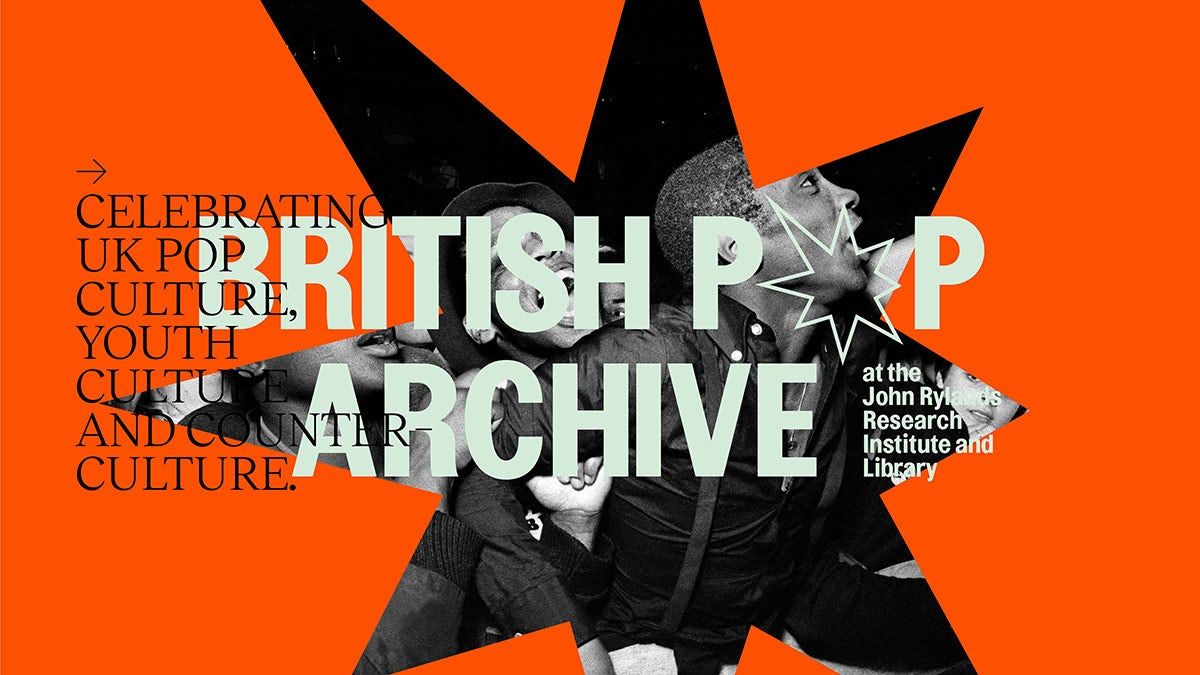 →
CELEBRATING
UK POP
CULTURE,
YOUTH
CULTURE
AND COUNTER-
CULTURE.
BRITISH POP
ARCHIVE
at the
John Rylands
Research
Institute and
Library